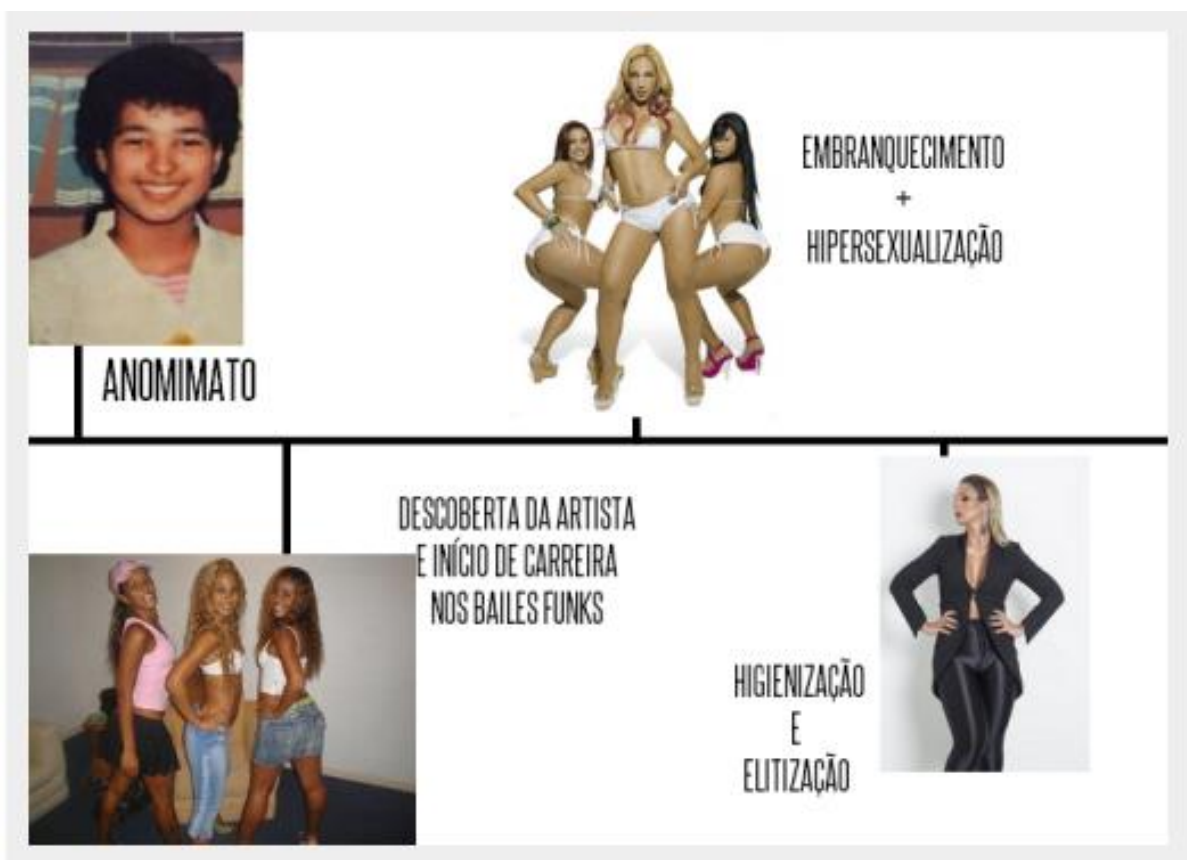 ANOMIMATO
EMBRANQUECIMENTO
+
HIPERSEXUALIZAÇÃO
DESCOBERTA DA ARTISTA
E INÍCIO DE CARREIRA
NOS BAILES FUNKS
HIGIENIZAÇÃO
E
ELITIZAÇÃO